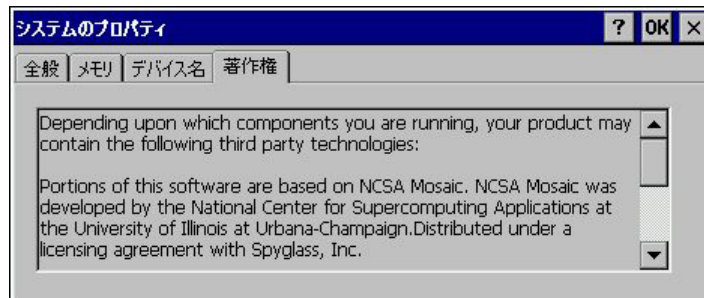 システムのプロパティ ? OK ×
全般 メモリ デバイス名 著作権
Depending upon which components you are running, your product may
contain the following third party technologies:
Portions of this software are based on NCSA Mosaic. NCSA Mosaic was
developed by the National Center for Supercomputing Applications at
the University of Illinois at Urbana-Champaign.Distributed under a
licensing agreement with Spyglass, Inc.